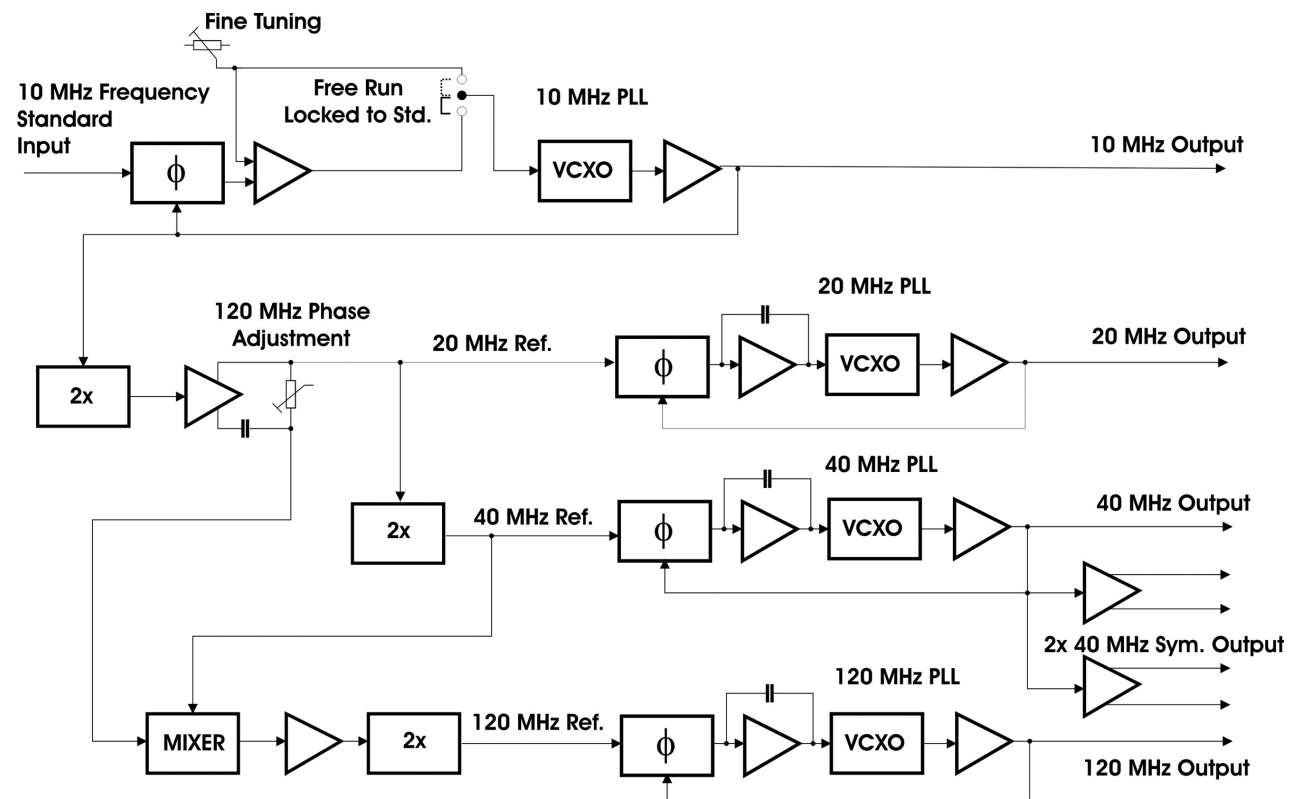 Fine Tuning
10 MHz Frequency
Standard
Input
Free Run
Locked to Std.
10 MHz PLL
10 MHz Output
ϕ
VCXO
120 MHz Phase
Adjustment
20 MHz PLL
20 MHz Ref.
20 MHz Output
2x
ϕ
VCXO
40 MHz PLL
40 MHz Ref.
40 MHz Output
2x
ϕ
VCXO
2x 40 MHz Sym. Output
120 MHz PLL
120 MHz Ref.
MIXER
2x
ϕ
VCXO
120 MHz Output